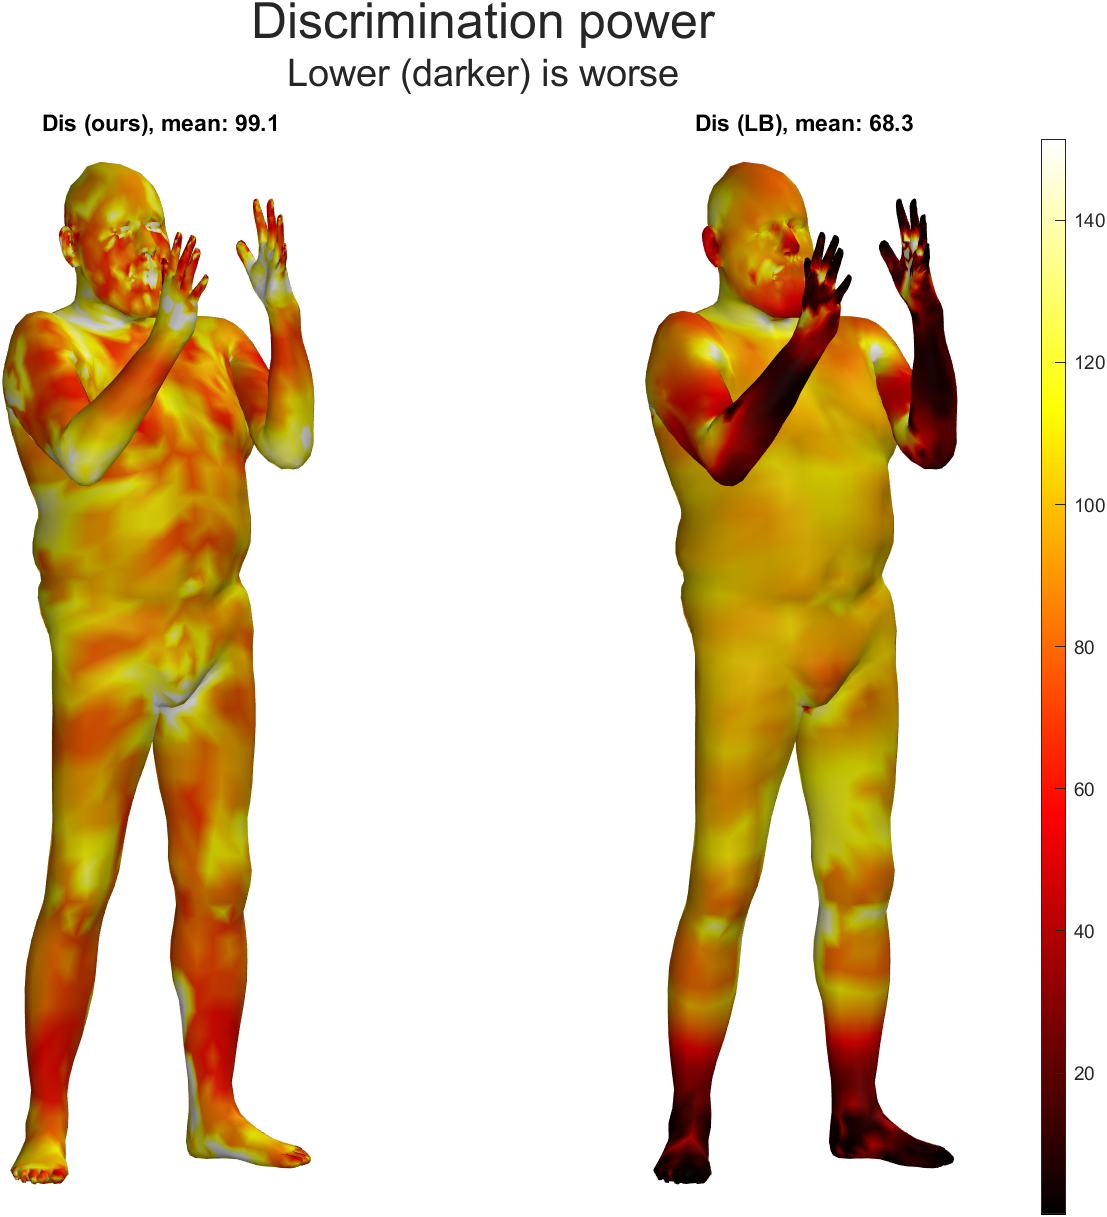 Discrimination power
Lower (darker) is worse
Dis (ours), mean: 99.1
Dis (LB), mean: 68.3
140
120
100
80
60
40
20